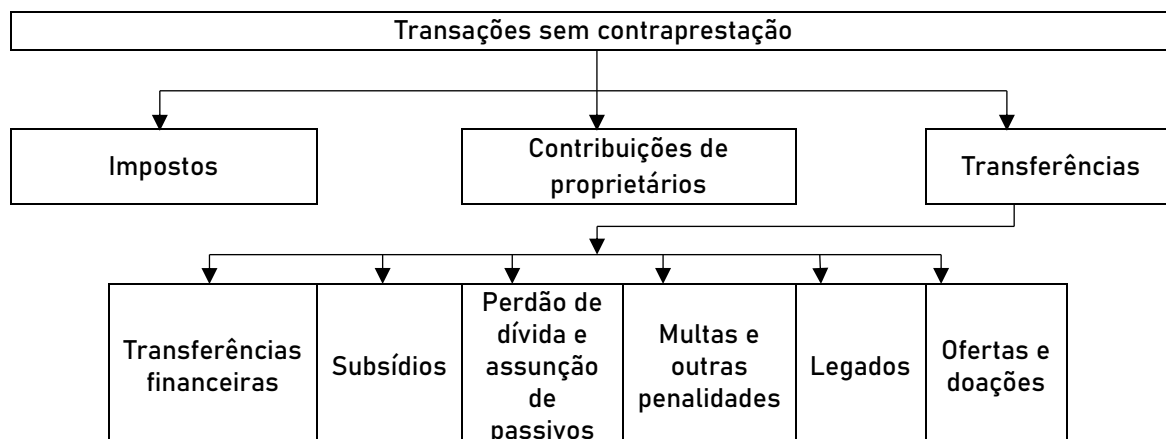 Transações sem contraprestação
Impostos
Contribuições de
proprietários
Transferências
Transferências
financeiras
Subsídios
Perdão de
dívida e
assunção
de
passivos
Multas e
outras
penalidades
Legados
Ofertas e
doações